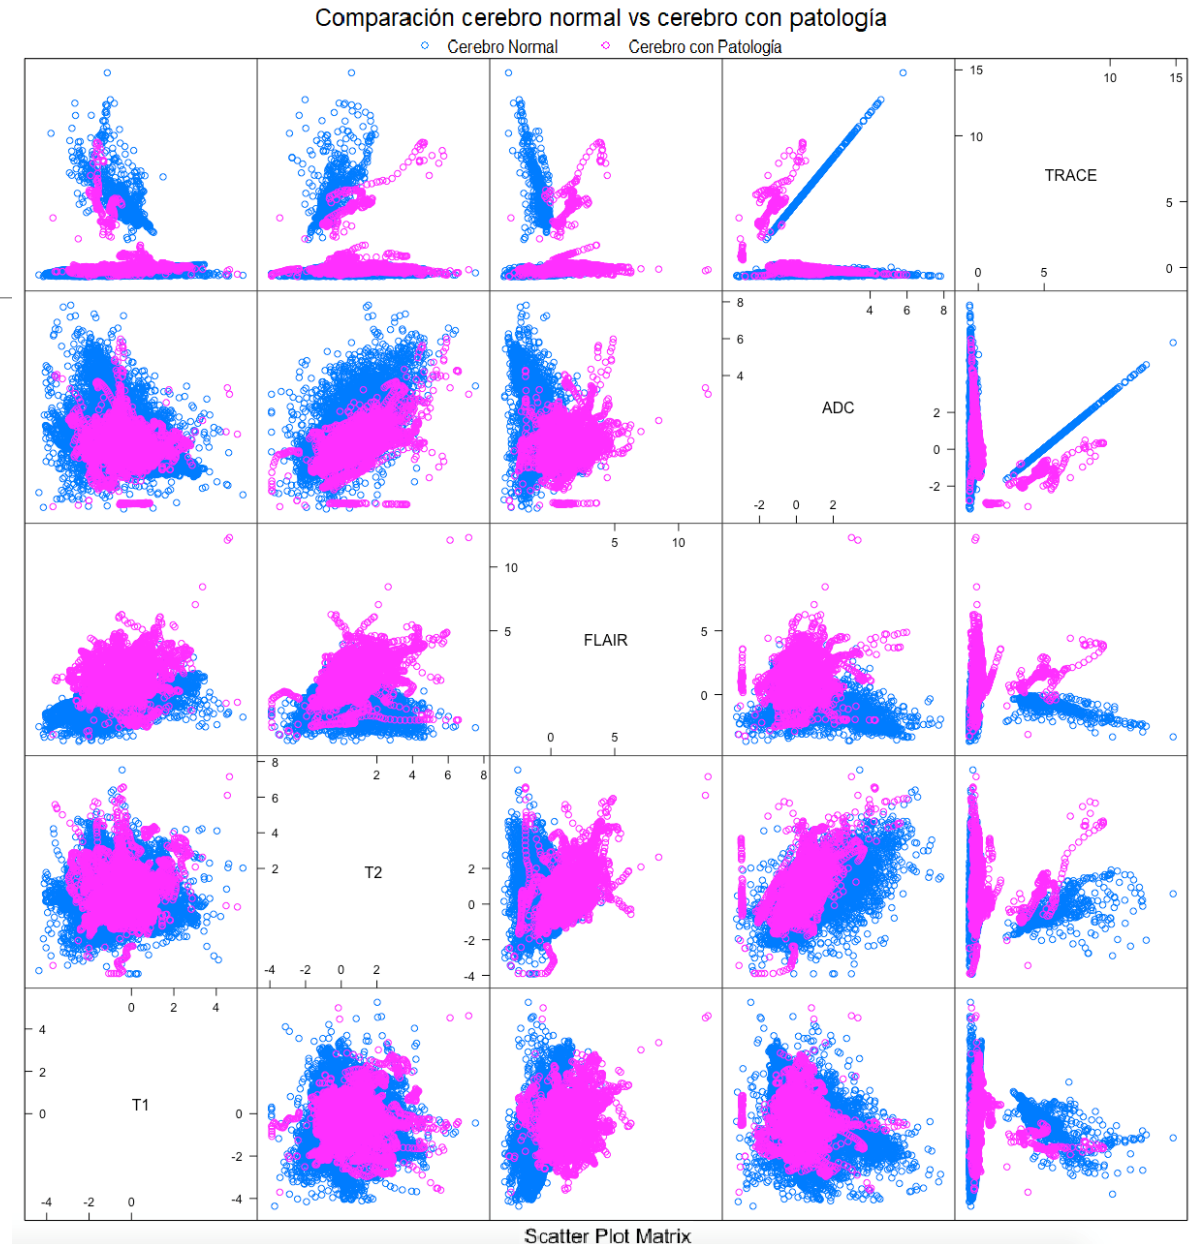 Comparación cerebro normal vs cerebro con patología
Cerebro Normal Cerebro con Patología
15 10 15
10
TRACE
5 5
0 5 0
8 4 6 8
6
4
ADC
2
0
-2 0 2 -2
5 10
10
5 FLAIR 5
0
0 5
8 2 4 6 8
6
4
2 T2 2
0
-2
-4 -2 0 2 -4
0 2 4
4
2
T1
0 0
-2
-4 -2 0 -4
Scatter Plot Matrix